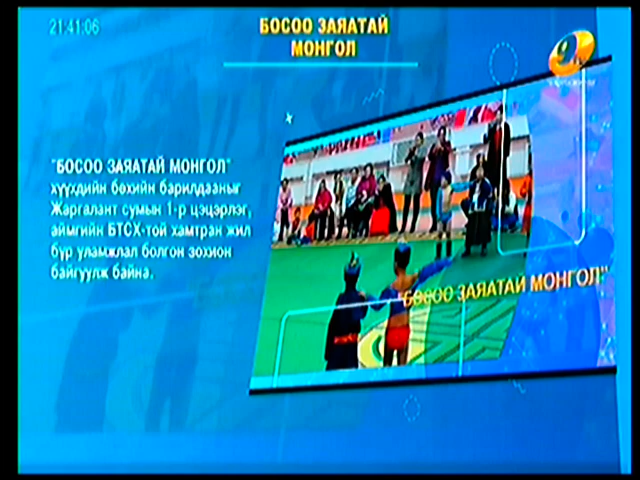 21:41:06
БОСОО ЗАЯАТАЙ
МОНГОЛ
9
"БОСОО ЗАЯАТАЙ МОНГОЛ"
хүүхдийн бөхийн барилдааныг
Жаргалант сумын 1-р цэцэрлэг,
аймгийн БТСХ-той хамтран жил
бүр уламжлал болгон зохион
байгуулж байна.
"БОСОО ЗАЯАТАЙ МОНГОЛ"